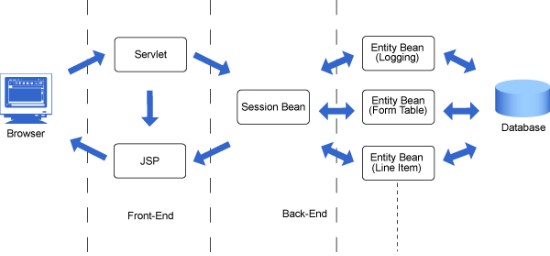 Servlet
Entity Bean
(Logging)
Session Bean
Entity Bean
(Form Table)
Browser
Database
JSP
Entity Bean
(Line Item)
Front-End
Back-End